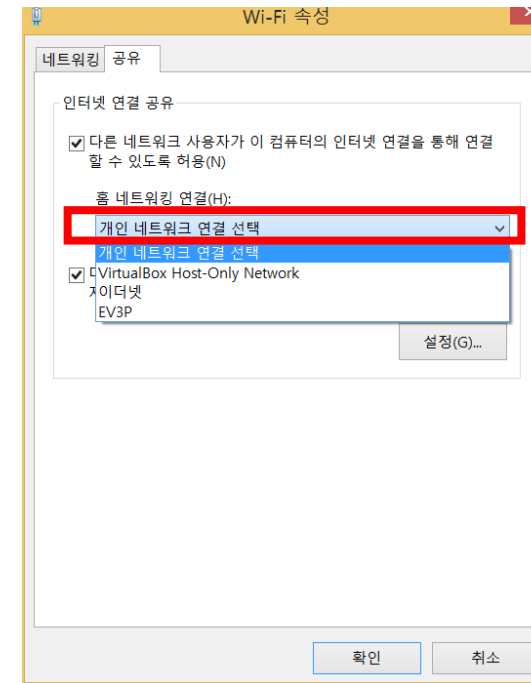 Wi-Fi 속성
네트워킹 공유
인터넷 연결 공유
다른 네트워크 사용자가 이 컴퓨터의 인터넷 연결을 통해 연결
할 수 있도록 허용(N)
홈 네트워킹 연결(H):
개인 네트워크 연결 선택
개인 네트워크 연결 선택
VirtualBox Host-Only Network
이더넷
EV3P
설정(G)...
확인 취소